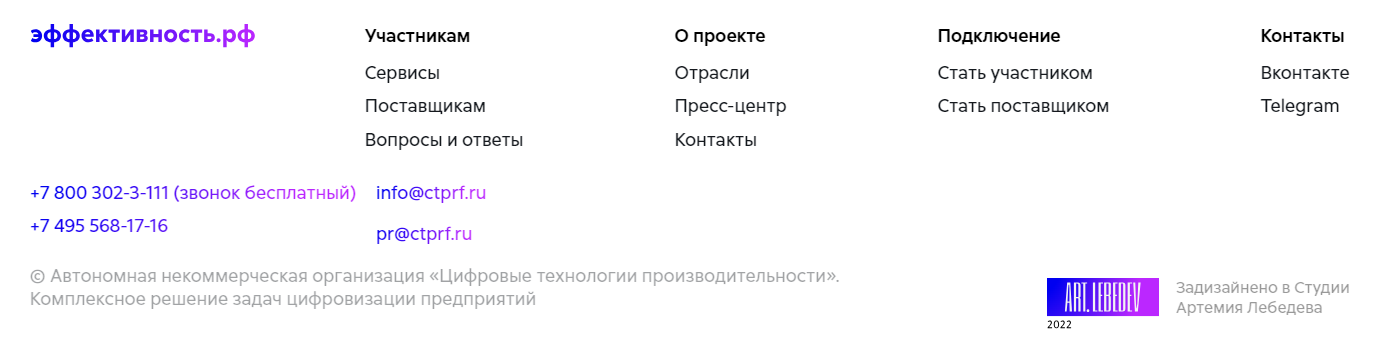 эффективность.рф
Участникам
Сервисы
Поставщикам
Вопросы и ответы
О проекте
Отрасли
Пресс-центр
Контакты
Подключение
Стать участником
Стать поставщиком
Контакты
Вконтакте
Telegram
+7 800 302-3-111 (звонок бесплатный)
+7 495 568-17-16
info@ctprf.ru
pr@ctprf.ru
© Автономная некоммерческая организация «Цифровые технологии производительности».
Комплексное решение задач цифровизации предприятий
ART. LEBEDEV
2022
Задизайнено в Студии
Артемия Лебедева